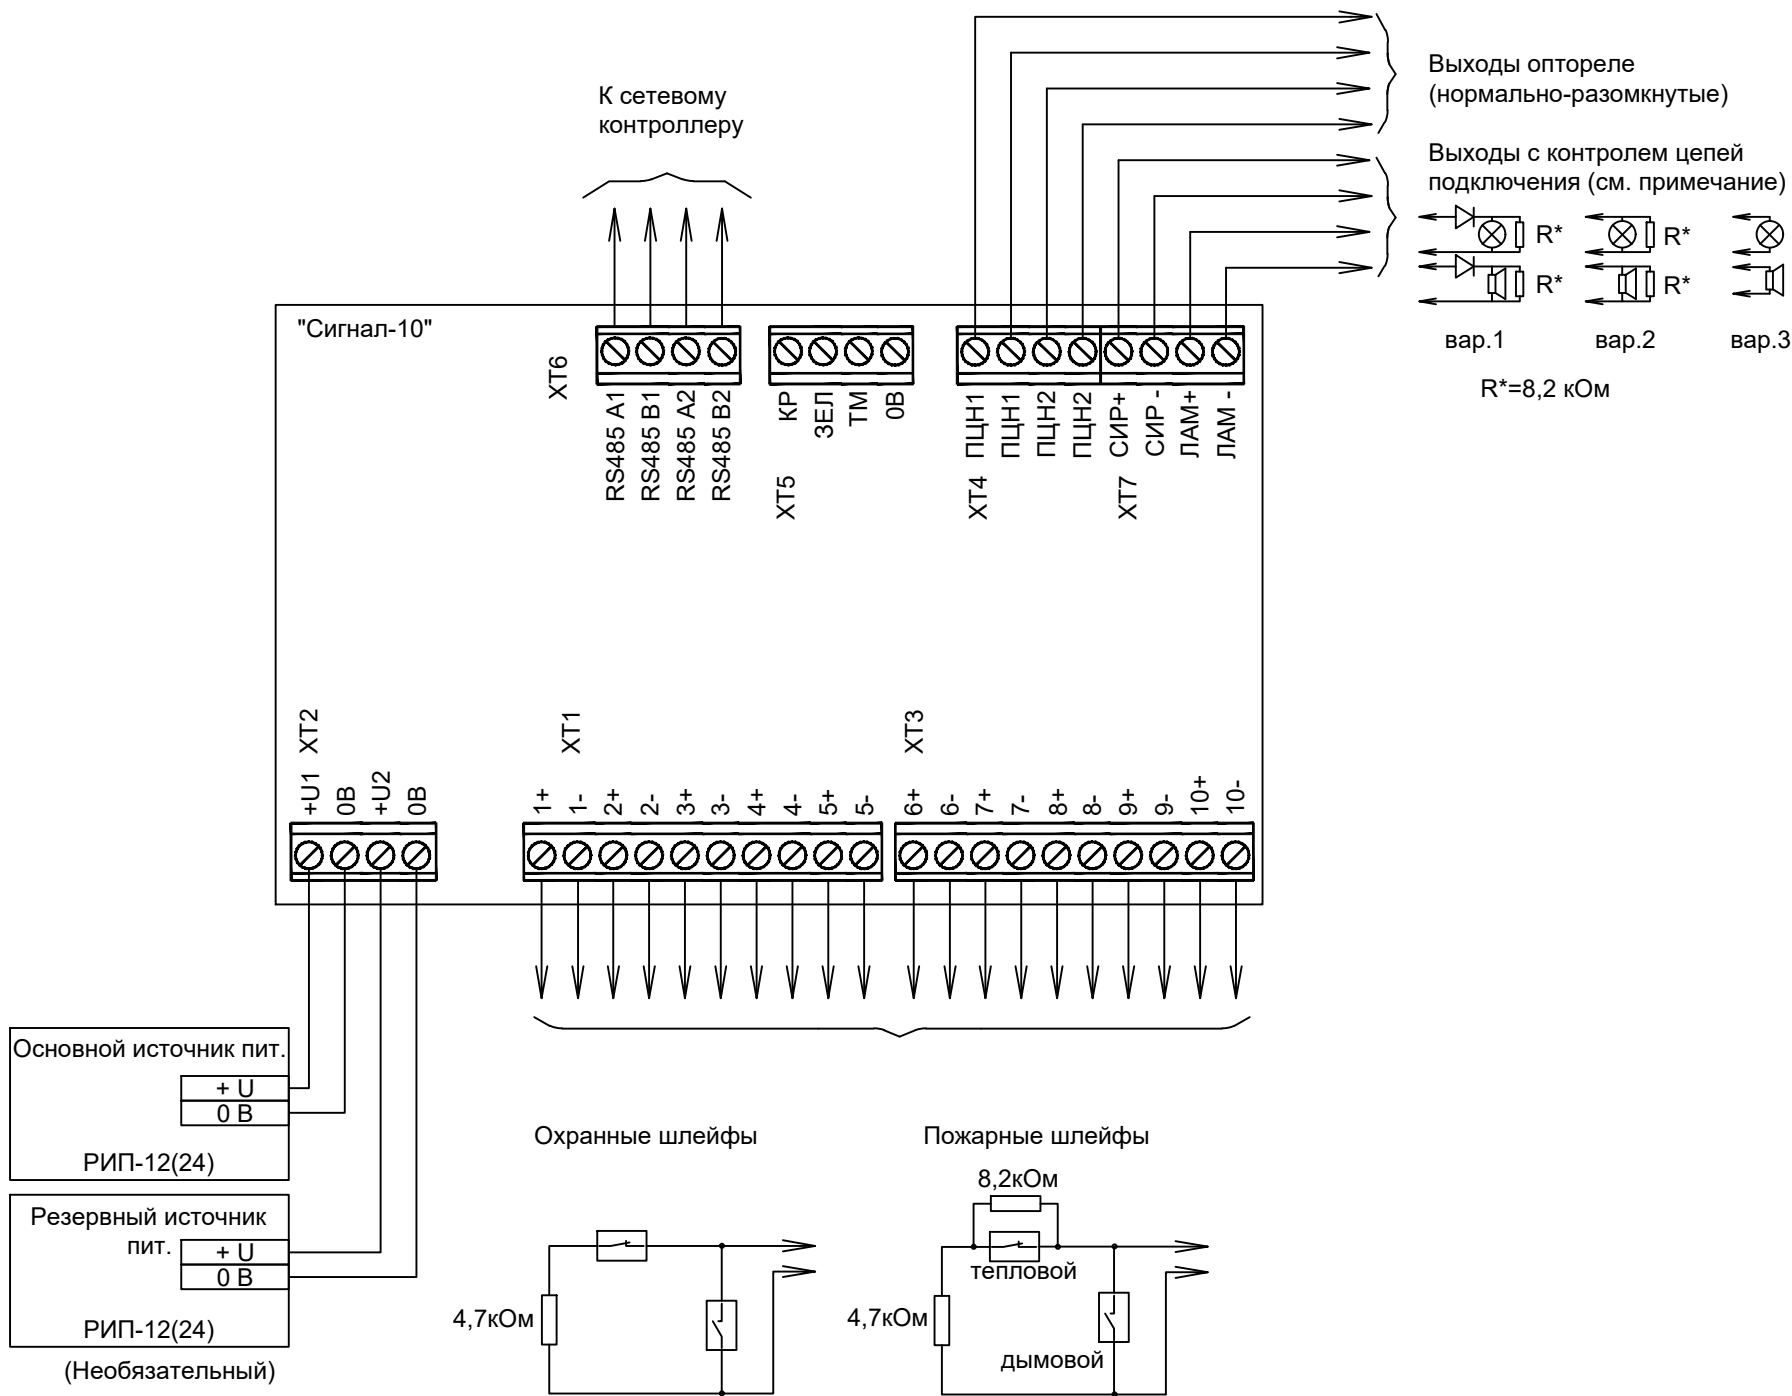 К сетевому
контроллеру
Выходы optореле
(нормально-разомкнутые)
Выходы с контролем цепей
подключения (см. примечание)
R*
R*
R*
R*
вар.1
вар.2
вар.3
R*=8,2 кОм
"Сигнал-10"
XT6
RS485 A1
RS485 B1
RS485 A2
RS485 B2
КР
ЗЕЛ
ТМ
0В
XT5
ПЦН1
ПЦН1
ПЦН2
ПЦН2
СИР+
СИР -
ЛАМ+
ЛАМ -
XT4
XT7
XT2
+U1
0В
+U2
0В
XT1
1+
1-
2+
2-
3+
3-
4+
4-
5+
5-
XT3
6+
6-
7+
7-
8+
8-
9+
9-
10+
10-
Основной источник пит.
+ U
0 В
РИП-12(24)
Резервный источник
пит.
+ U
0 В
РИП-12(24)
(Необязательный)
Охранные шлейфы
4,7кОм
Пожарные шлейфы
8,2кОм
тепловой
4,7кОм
дымовой